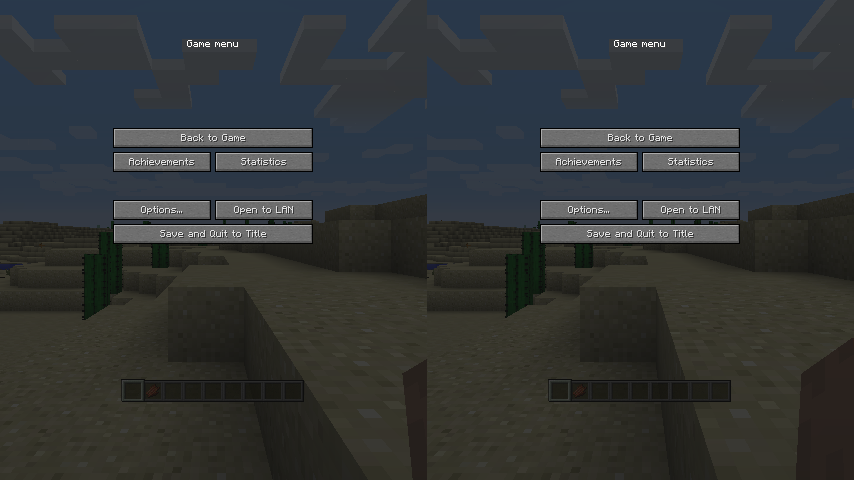 Game menu
Back to Game
Achievements
Statistics
Options...
Open to LAN
Save and Quit to Title
Game menu
Back to Game
Achievements
Statistics
Options...
Open to LAN
Save and Quit to Title